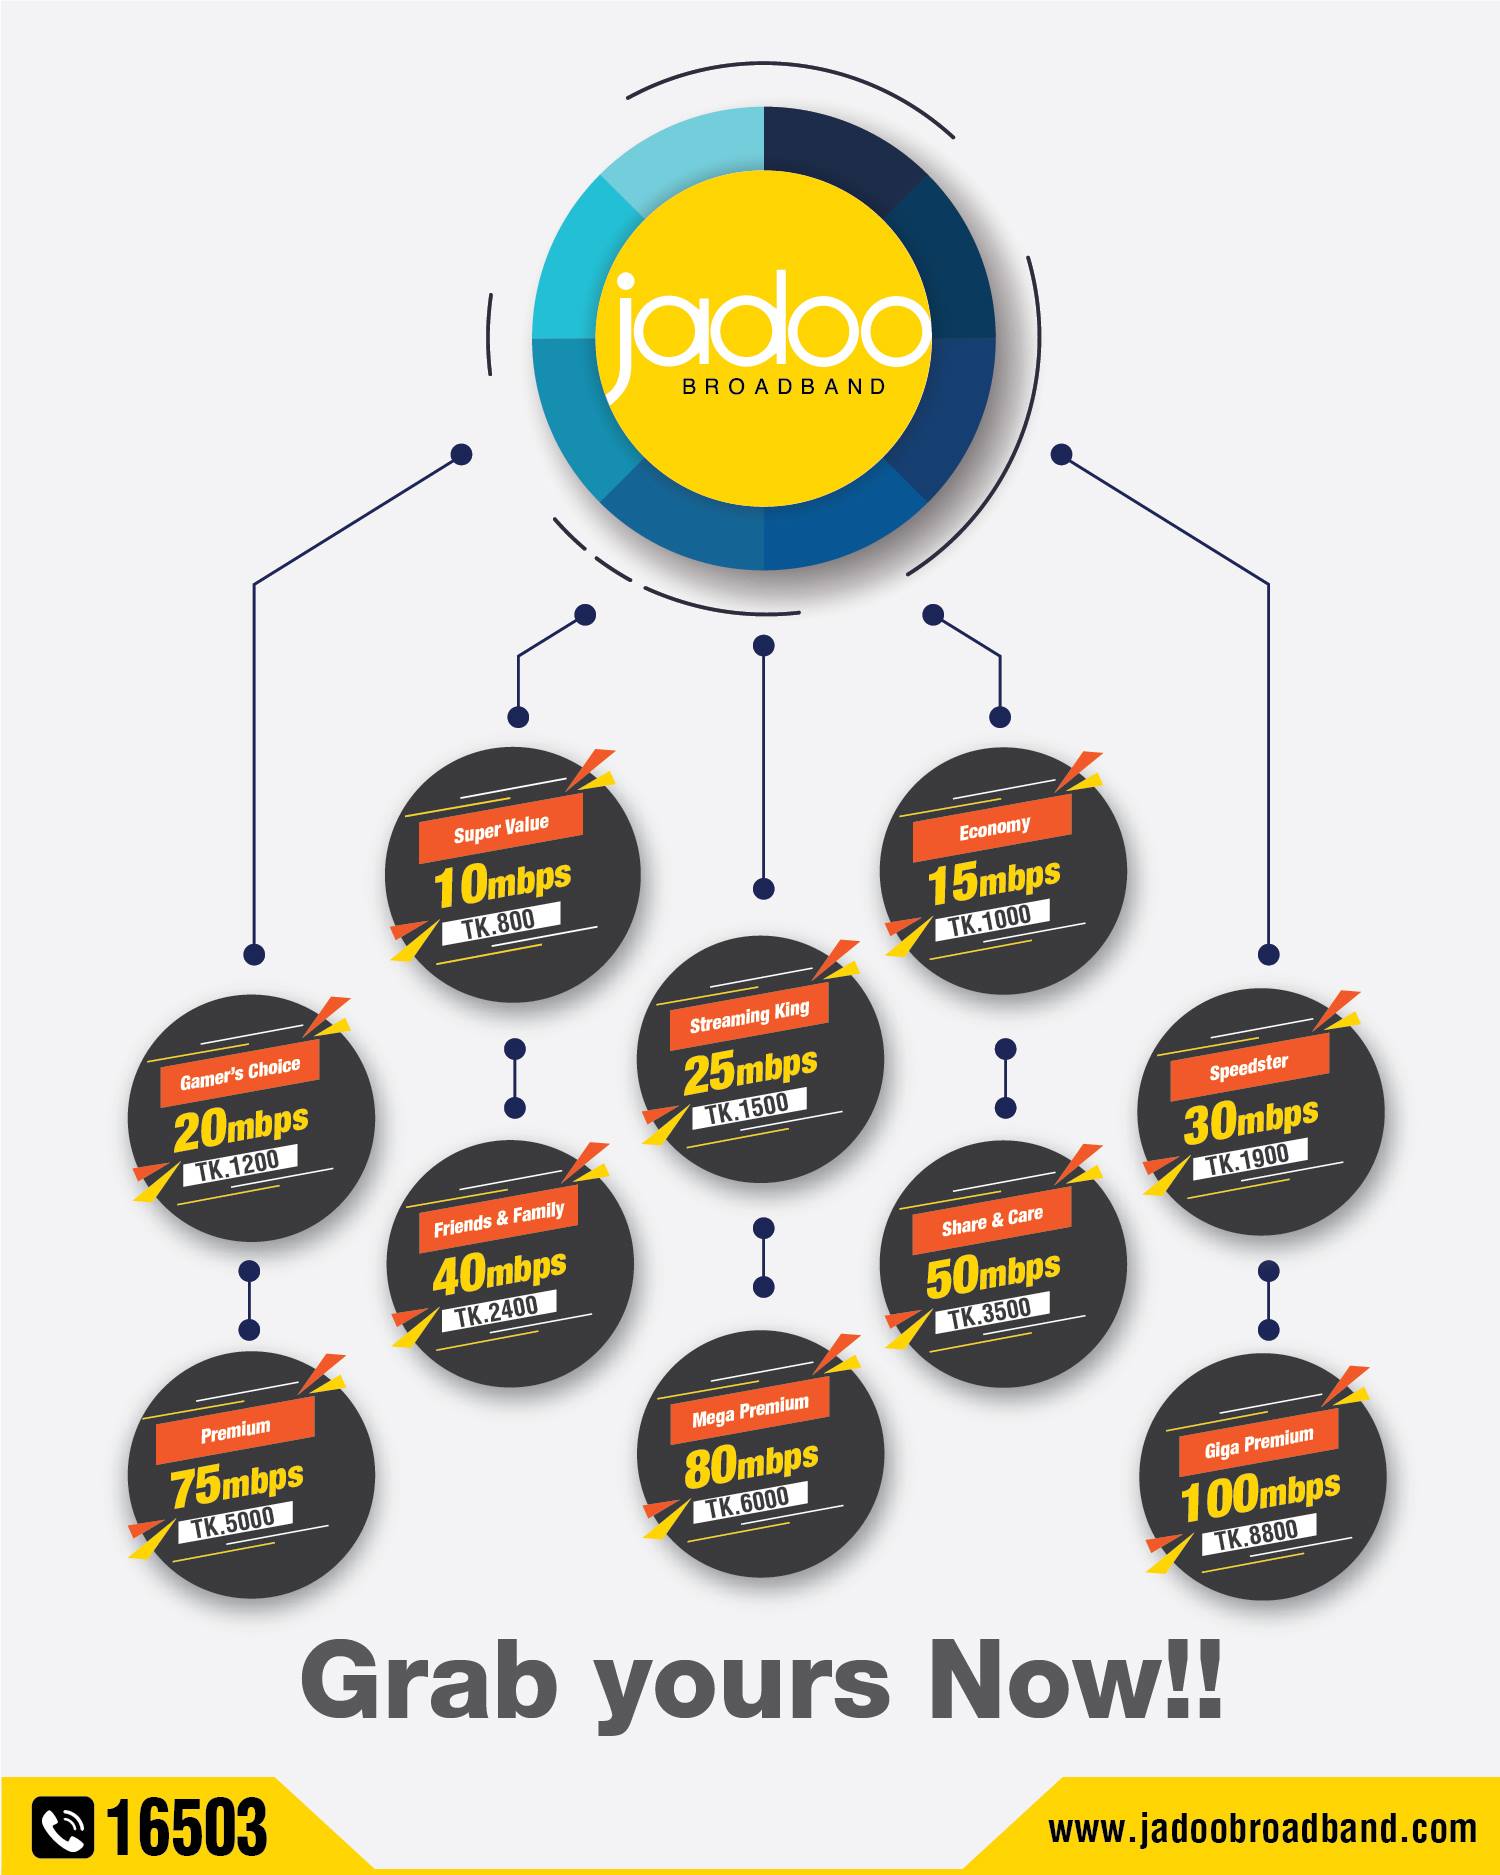 jadoo
BROADBAND
Super Value
10mbps
TK.800
Economy
15mbps
TK.1000
Streaming King
25mbps
TK.1500
Gamer's Choice
20mbps
TK.1200
Speedster
30mbps
TK.1900
Friends & Family
40mbps
TK.2400
Share & Care
50mbps
TK.3500
Premium
75mbps
TK.5000
Mega Premium
80mbps
TK.6000
Giga Premium
100mbps
TK.8800
Grab yours Now!!
16503
www.jadoobroadband.com